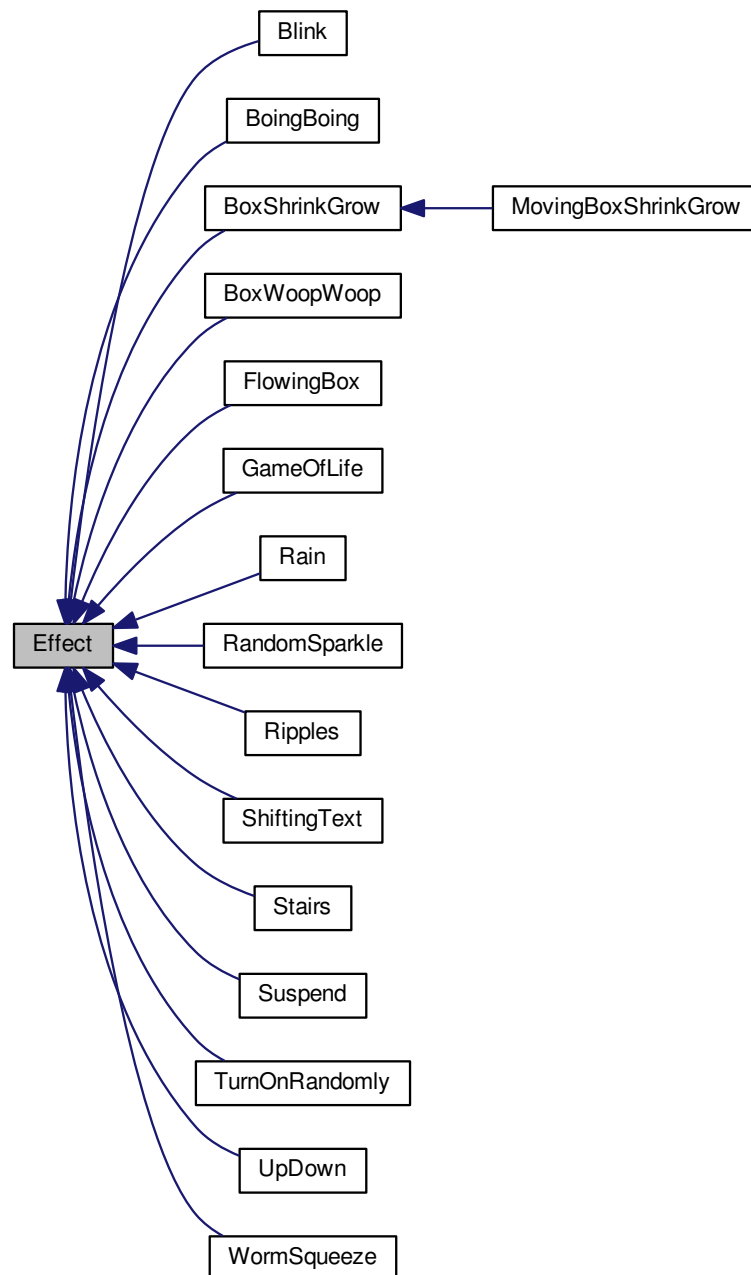 Blink
BoingBoing
BoxShrinkGrow
MovingBoxShrinkGrow
BoxWoopWoop
FlowingBox
GameOfLife
Rain
Effect
RandomSparkle
Ripples
ShiftingText
Stairs
Suspend
TurnOnRandomly
UpDown
WormSqueeze